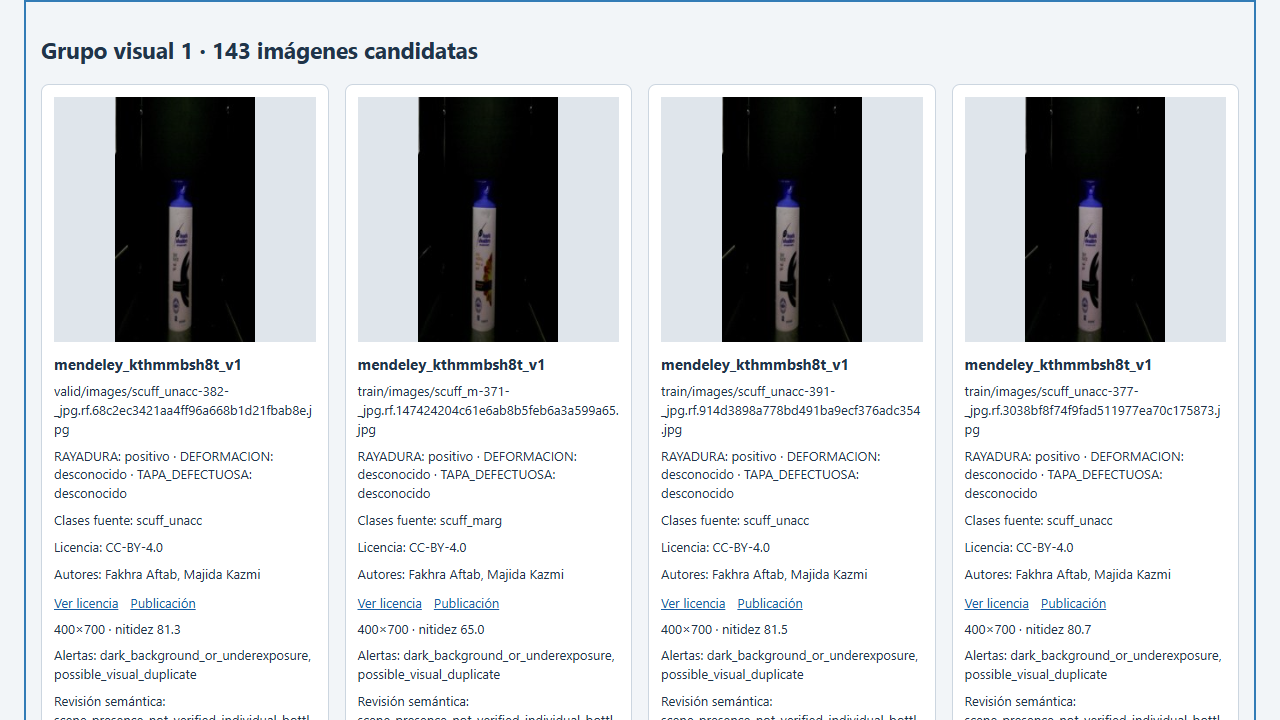 Grupo visual 1 · 143 imágenes candidatas
mendeley_kthmmbsh8t_v1
valid/images/scuff_unacc-382-
_jpg.rf.68c2ec3421aa4ff96a668b1d21fbab8e.j
pg
RAYADURA: positivo · DEFORMACION:
desconocido · TAPA_DEFECTUOSA:
desconocido
Clases fuente: scuff_unacc
Licencia: CC-BY-4.0
Autores: Fakhra Aftab, Majida Kazmi
Ver licencia Publicación
400×700 · nitidez 81.3
Alertas: dark_background_or_underexposure,
possible_visual_duplicate
Revisión semántica:
mendeley_kthmmbsh8t_v1
train/images/scuff_m-371-
_jpg.rf.147424204c61e6ab8b5feb6a3a599a65.
jpg
RAYADURA: positivo · DEFORMACION:
desconocido · TAPA_DEFECTUOSA:
desconocido
Clases fuente: scuff_marg
Licencia: CC-BY-4.0
Autores: Fakhra Aftab, Majida Kazmi
Ver licencia Publicación
400×700 · nitidez 65.0
Alertas: dark_background_or_underexposure,
possible_visual_duplicate
Revisión semántica:
mendeley_kthmmbsh8t_v1
train/images/scuff_unacc-391-
_jpg.rf.914d3898a778bd491ba9ecf376adc354
.jpg
RAYADURA: positivo · DEFORMACION:
desconocido · TAPA_DEFECTUOSA:
desconocido
Clases fuente: scuff_unacc
Licencia: CC-BY-4.0
Autores: Fakhra Aftab, Majida Kazmi
Ver licencia Publicación
400×700 · nitidez 81.5
Alertas: dark_background_or_underexposure,
possible_visual_duplicate
Revisión semántica:
mendeley_kthmmbsh8t_v1
train/images/scuff_unacc-377-
_jpg.rf.3038bf8f74f9fad511977ea70c175873.j
pg
RAYADURA: positivo · DEFORMACION:
desconocido · TAPA_DEFECTUOSA:
desconocido
Clases fuente: scuff_unacc
Licencia: CC-BY-4.0
Autores: Fakhra Aftab, Majida Kazmi
Ver licencia Publicación
400×700 · nitidez 80.7
Alertas: dark_background_or_underexposure,
possible_visual_duplicate
Revisión semántica: